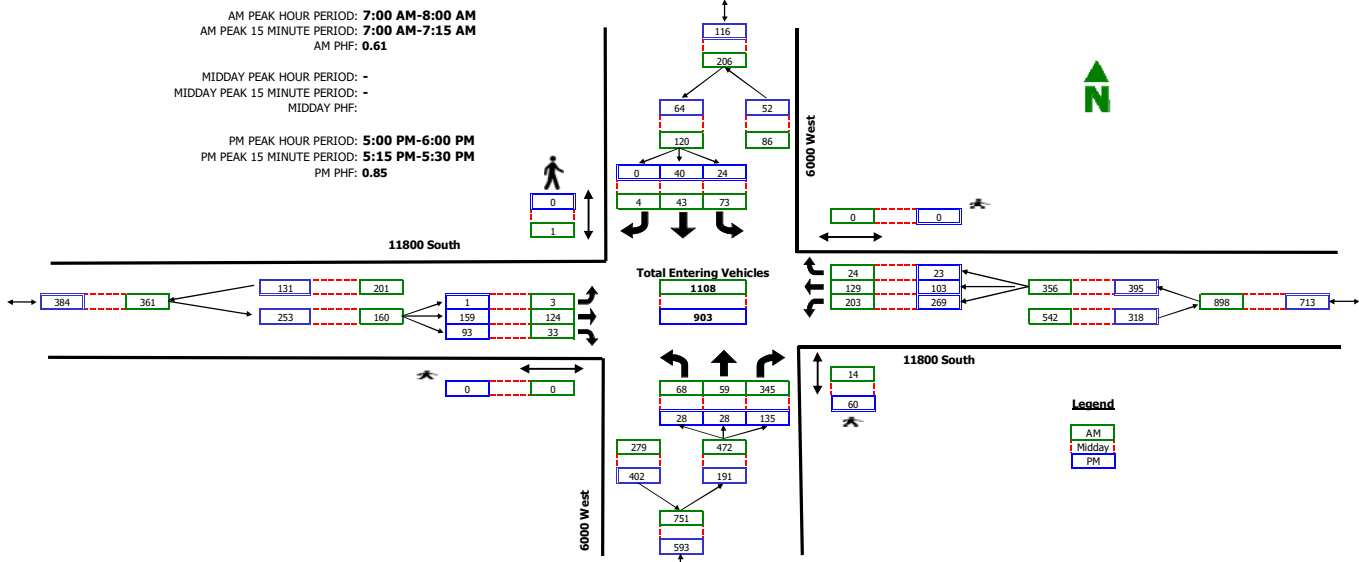 AM PEAK HOUR PERIOD: 7:00 AM-8:00 AM
AM PEAK 15 MINUTE PERIOD: 7:00 AM-7:15 AM
AM PHF: 0.61
MIDDAY PEAK HOUR PERIOD: -
MIDDAY PEAK 15 MINUTE PERIOD: -
MIDDAY PHF:
PM PEAK HOUR PERIOD: 5:00 PM-6:00 PM
PM PEAK 15 MINUTE PERIOD: 5:15 PM-5:30 PM
PM PHF: 0.85
116
206
64 52
120 86
0 40 24
4 43 73
6000 West
N
0
1
0 0
11800 South
Total Entering Vehicles
1108
903
384 361
131 201
253 160
1 3
159 124
93 33
24 23
129 103
203 269
356 395
542 318
898 713
11800 South
0 0
68 59 345
28 28 135
14
60
279 472
402 191
751
593
6000 West
Legend
AM
Midday
PM